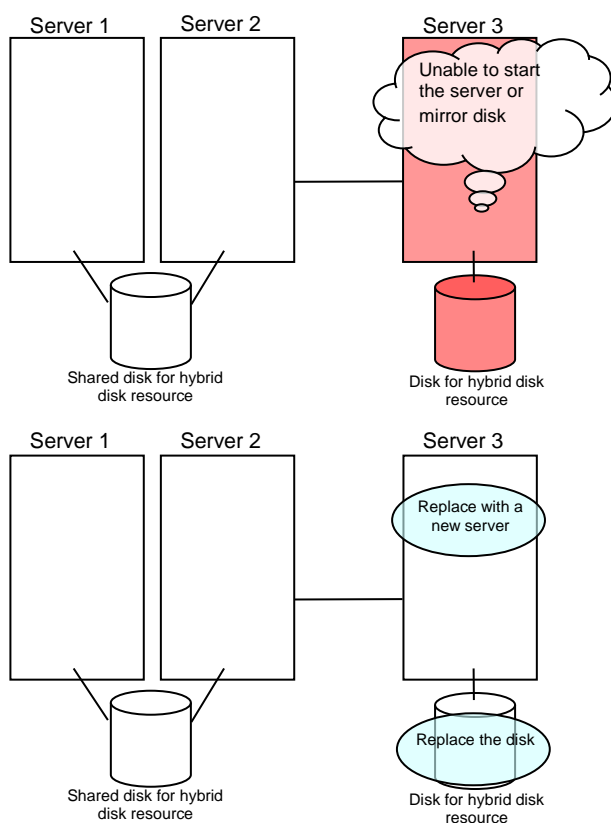 Server 1
Server 2
Server 3
Unable to start
the server or
mirror disk
Shared disk for hybrid
disk resource
Disk for hybrid disk
resource
Server 1
Server 2
Server 3
Replace with a
new server
Replace the disk
Shared disk for hybrid
disk resource
Disk for hybrid disk
resource